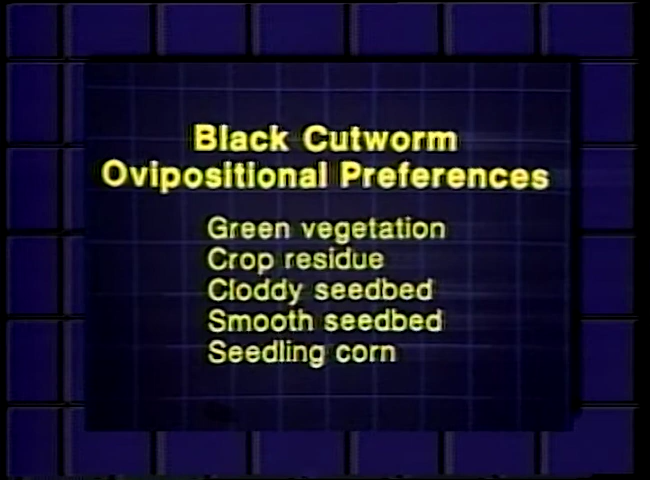 Black Cutworm
Ovipositional Preferences
Green vegetation
Crop residue
Cloddy seedbed
Smooth seedbed
Seedling corn